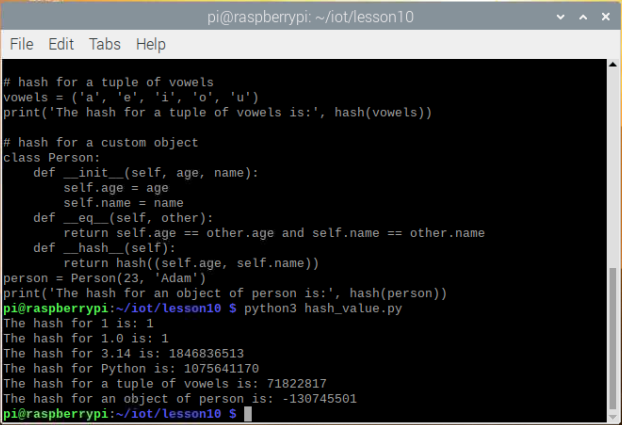 pi@raspberrypi: ~/iot/lesson10
File Edit Tabs Help
# hash for a tuple of vowels
vowels = ('a', 'e', 'i', 'o', 'u')
print('The hash for a tuple of vowels is:', hash(vowels))

# hash for a custom object
class Person:
    def __init__(self, age, name):
        self.age = age
        self.name = name
    def __eq__(self, other):
        return self.age == other.age and self.name == other.name
    def __hash__(self):
        return hash((self.age, self.name))
person = Person(23, 'Adam')
print('The hash for an object of person is:', hash(person))
pi@raspberrypi:~/iot/lesson10 $ python3 hash_value.py
The hash for 1 is: 1
The hash for 1.0 is: 1
The hash for 3.14 is: 1846836513
The hash for Python is: 1075641170
The hash for a tuple of vowels is: 71822817
The hash for an object of person is: -130745501
pi@raspberrypi:~/iot/lesson10 $